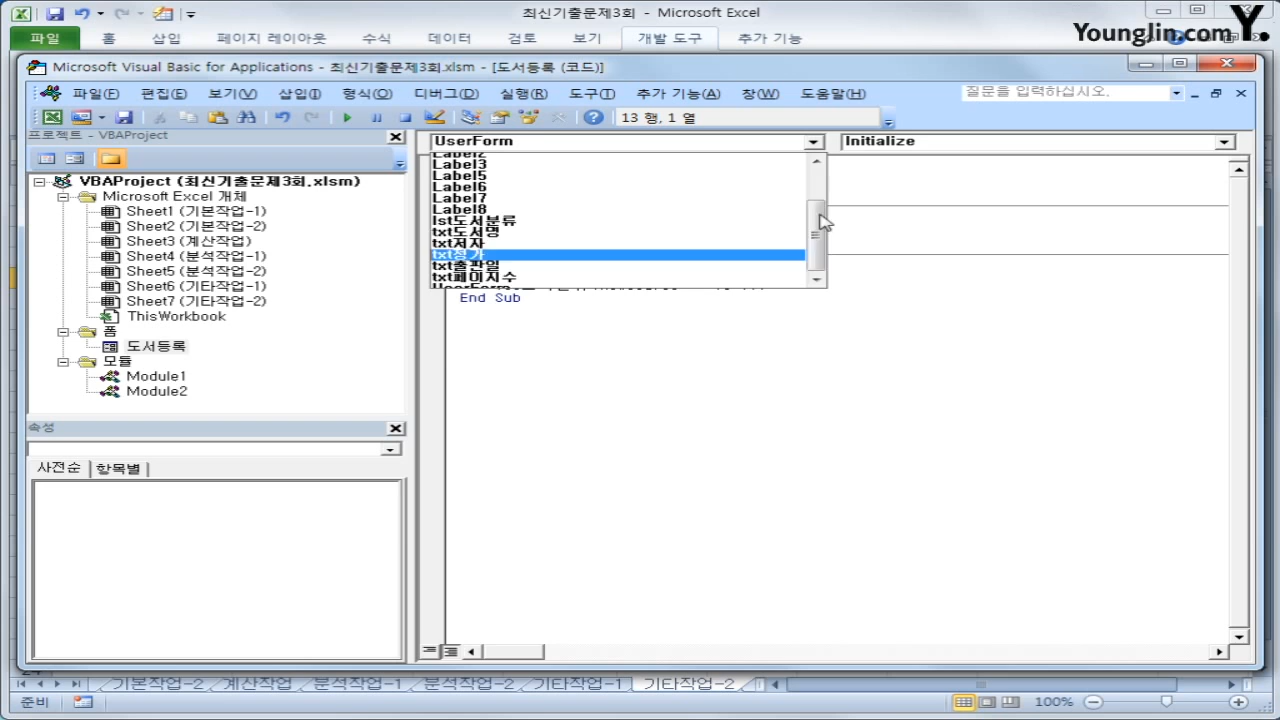 최신기출문제3회 - Microsoft Excel
파일 홈 삽입 페이지 레이아웃 수식 데이터 검토 보기 개발 도구 추가 기능
Younglin.com Y.
Microsoft Visual Basic for Applications - 최신기출문제3회.xlsm - [도서등록 (코드)]
파일(F) 편집(E) 보기(V) 삽입(I) 형식(O) 디버그(D) 실행(R) 도구(T) 추가 기능(A) 창(W) 도움말(H) 질문을 입력하십시오.
13 행, 1 열
프로젝트 - VBAProject
UserForm Initialize
VBAProject (최신기출문제3회.xlsm)
Microsoft Excel 개체
Sheet1 (기본작업-1)
Sheet2 (기본작업-2)
Sheet3 (계산작업)
Sheet4 (분석작업-1)
Sheet5 (분석작업-2)
Sheet6 (기타작업-1)
Sheet7 (기타작업-2)
ThisWorkbook
폼
도서등록
모듈
Module1
Module2
Label2
Label3
Label5
Label6
Label7
Label8
lst도서분류
txt도서명
txt저자
txt정가
txt출판일
txt페이지수
UserForm
End Sub
속성
사전순 항목별
기본작업-2 계산작업 분석작업-1 분석작업-2 기타작업-1 기타작업-2
준비 100%